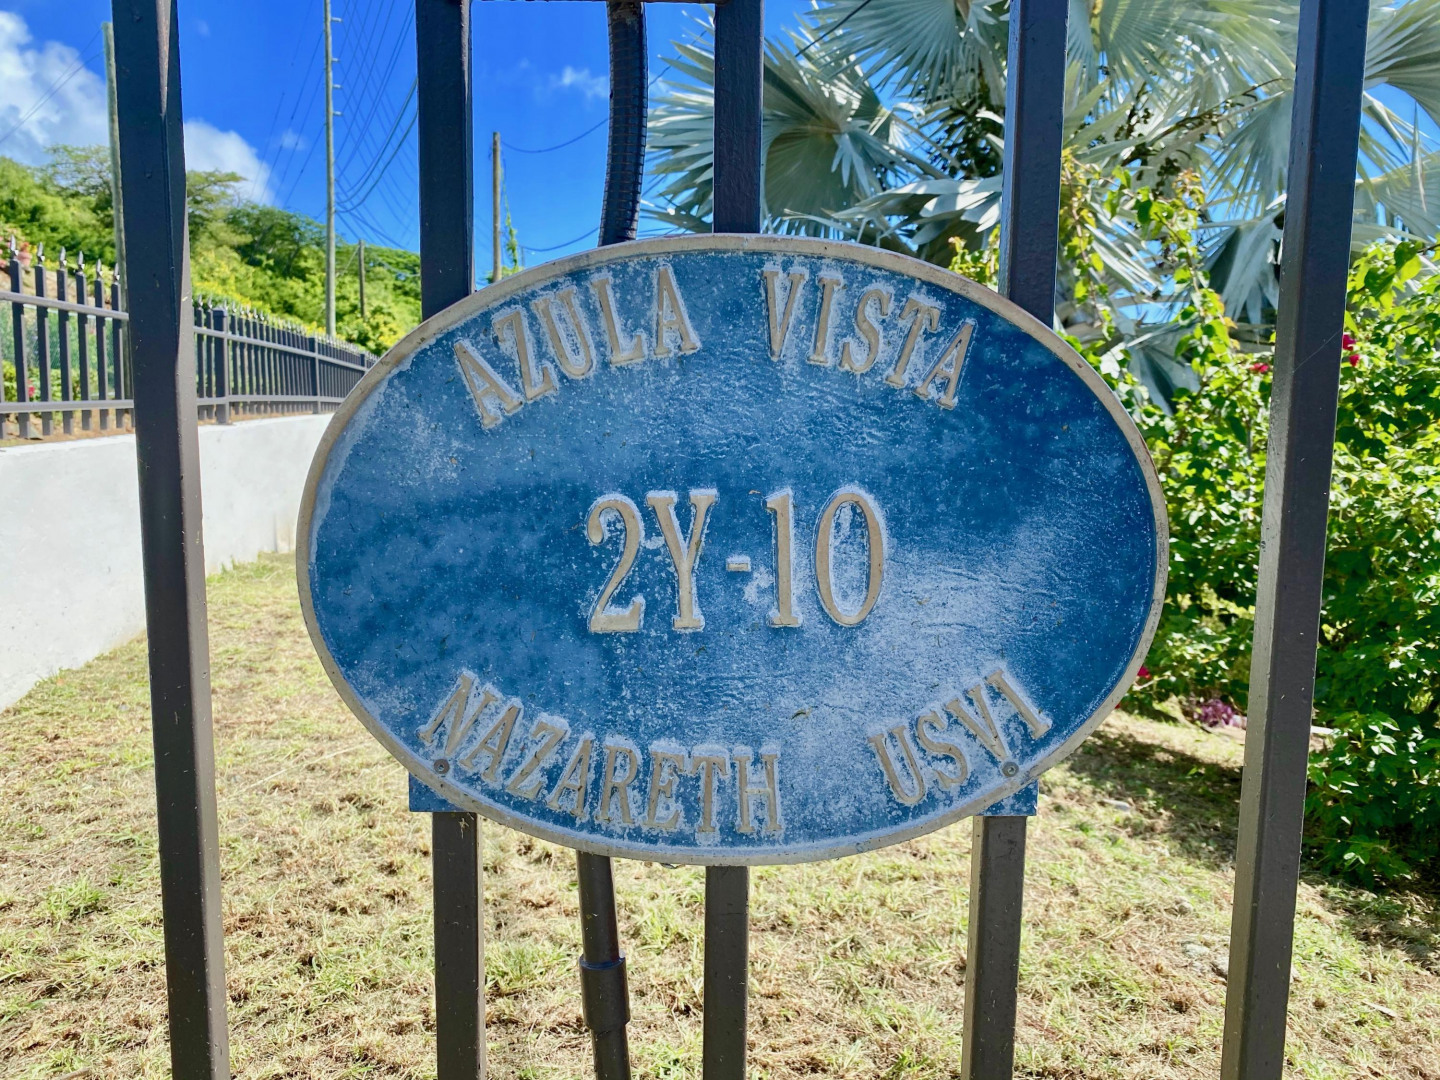 AZULA VISTA
2Y-10
NAZARETH USVI